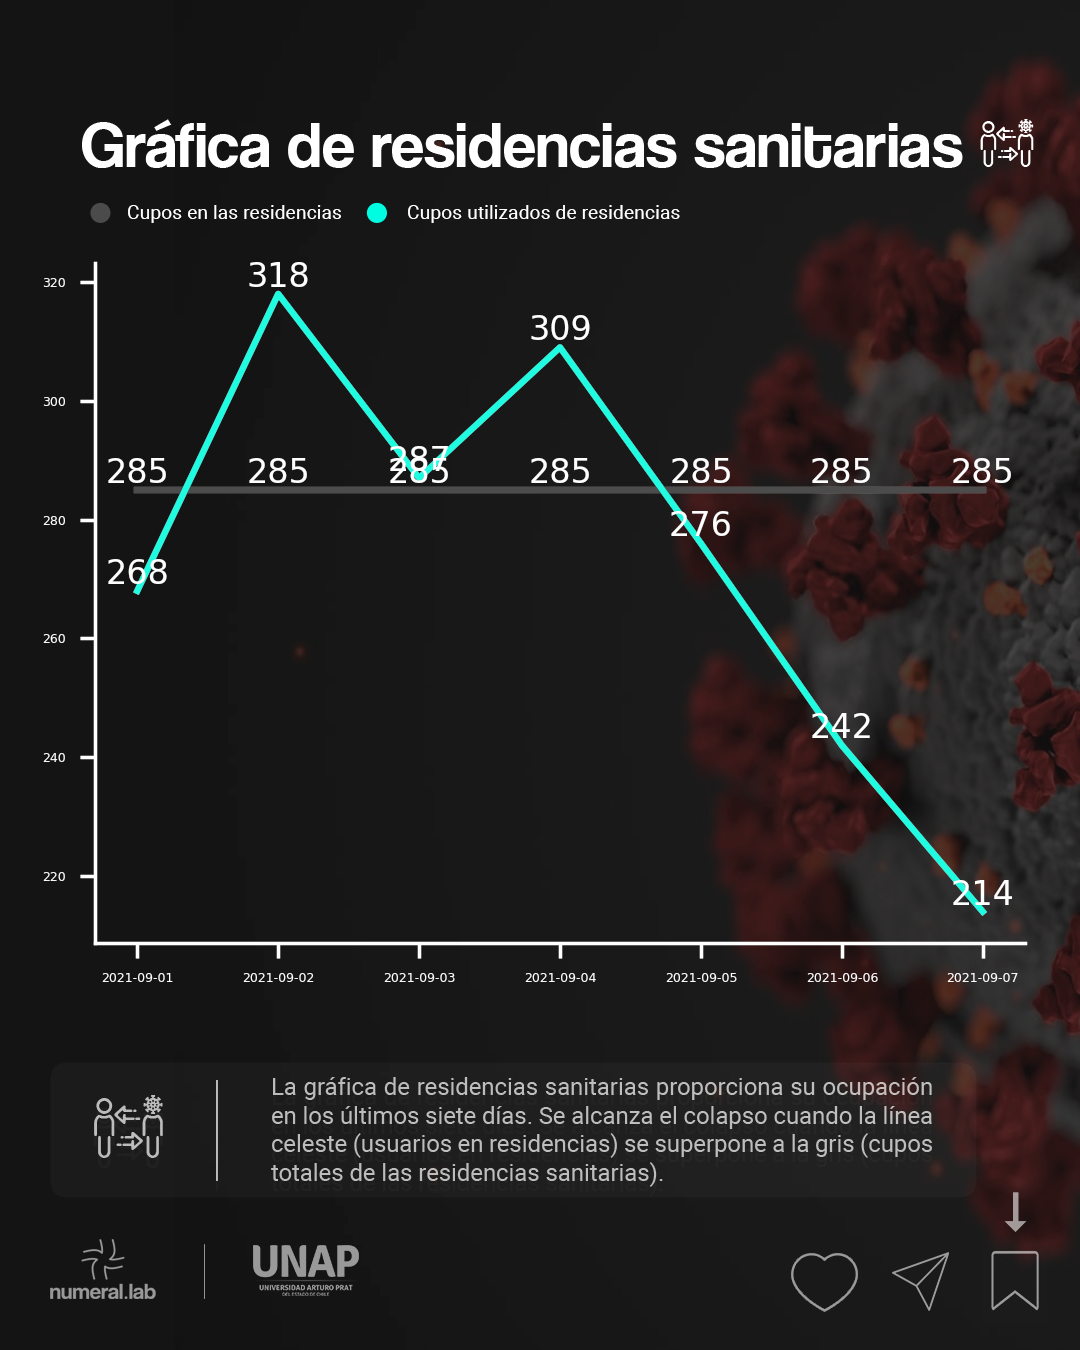 Gráfica de residencias sanitarias
Cupos en las residencias Cupos utilizados de residencias
320
318
309
300
287
285 285 285 285 285 285 285
280
276
268
260
242
240
220
214
2021-09-01 2021-09-02 2021-09-03 2021-09-04 2021-09-05 2021-09-06 2021-09-07
La gráfica de residencias sanitarias proporciona su ocupación
en los últimos siete días. Se alcanza el colapso cuando la línea
celeste (usuarios en residencias) se superpone a la gris (cupos
totales de las residencias sanitarias).
numeral.lab
UNAP
UNIVERSIDAD ARTURO PRAT
DEL ESTADO DE CHILE